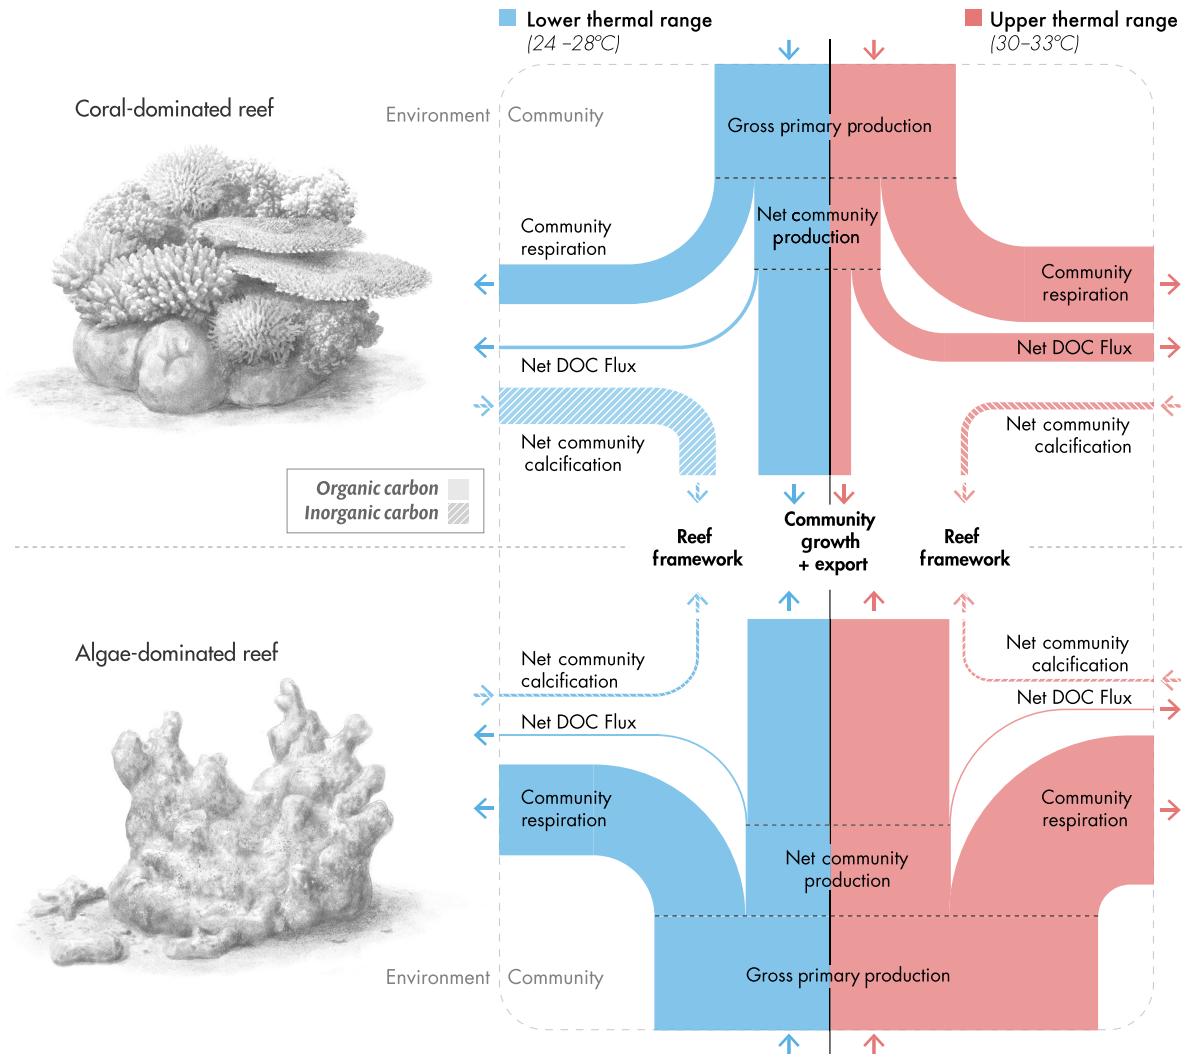 Lower thermal range
(24 –28ºC)
Upper thermal range
(30–33ºC)
Coral-dominated reef
Environment
Community
Gross primary production
Community
respiration
Net community
production
Community
respiration
Net DOC Flux
Net DOC Flux
Net community
calcification
Net community
calcification
Organic carbon
Inorganic carbon
Reef
framework
Community
growth
+ export
Reef
framework
Algae-dominated reef
Net community
calcification
Net community
calcification
Net DOC Flux
Net DOC Flux
Community
respiration
Community
respiration
Net community
production
Gross primary production
Environment
Community